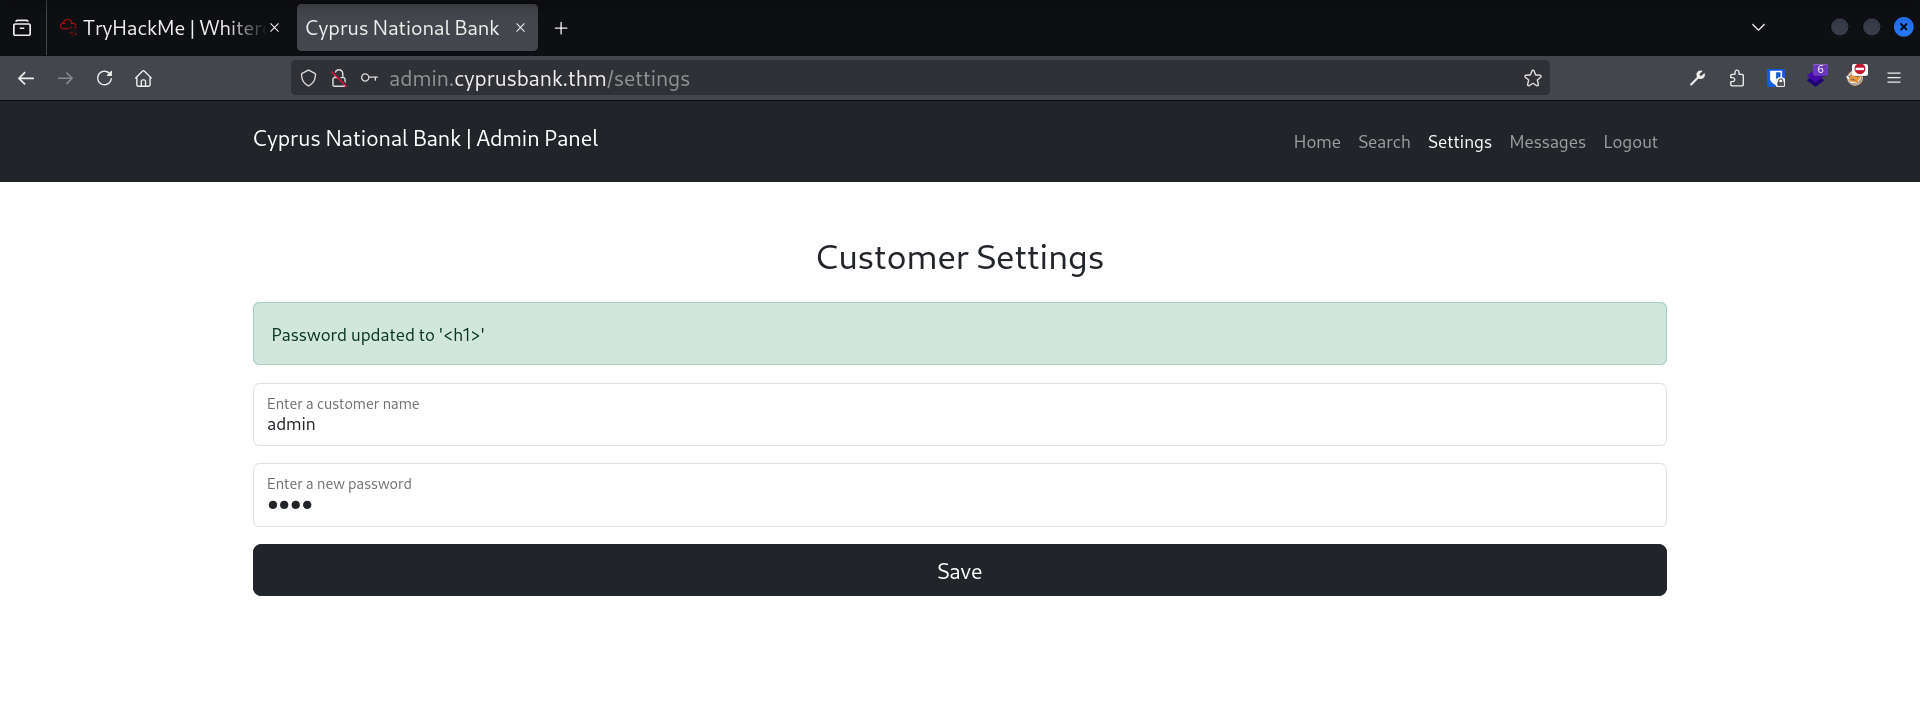 TryHackMe | Whiter
Cyprus National Bank
admin.cyprusbank.thm/settings
6
Cyprus National Bank | Admin Panel
Home Search Settings Messages Logout
Customer Settings
Password updated to '<h1>'
Enter a customer name
admin
Enter a new password
Save